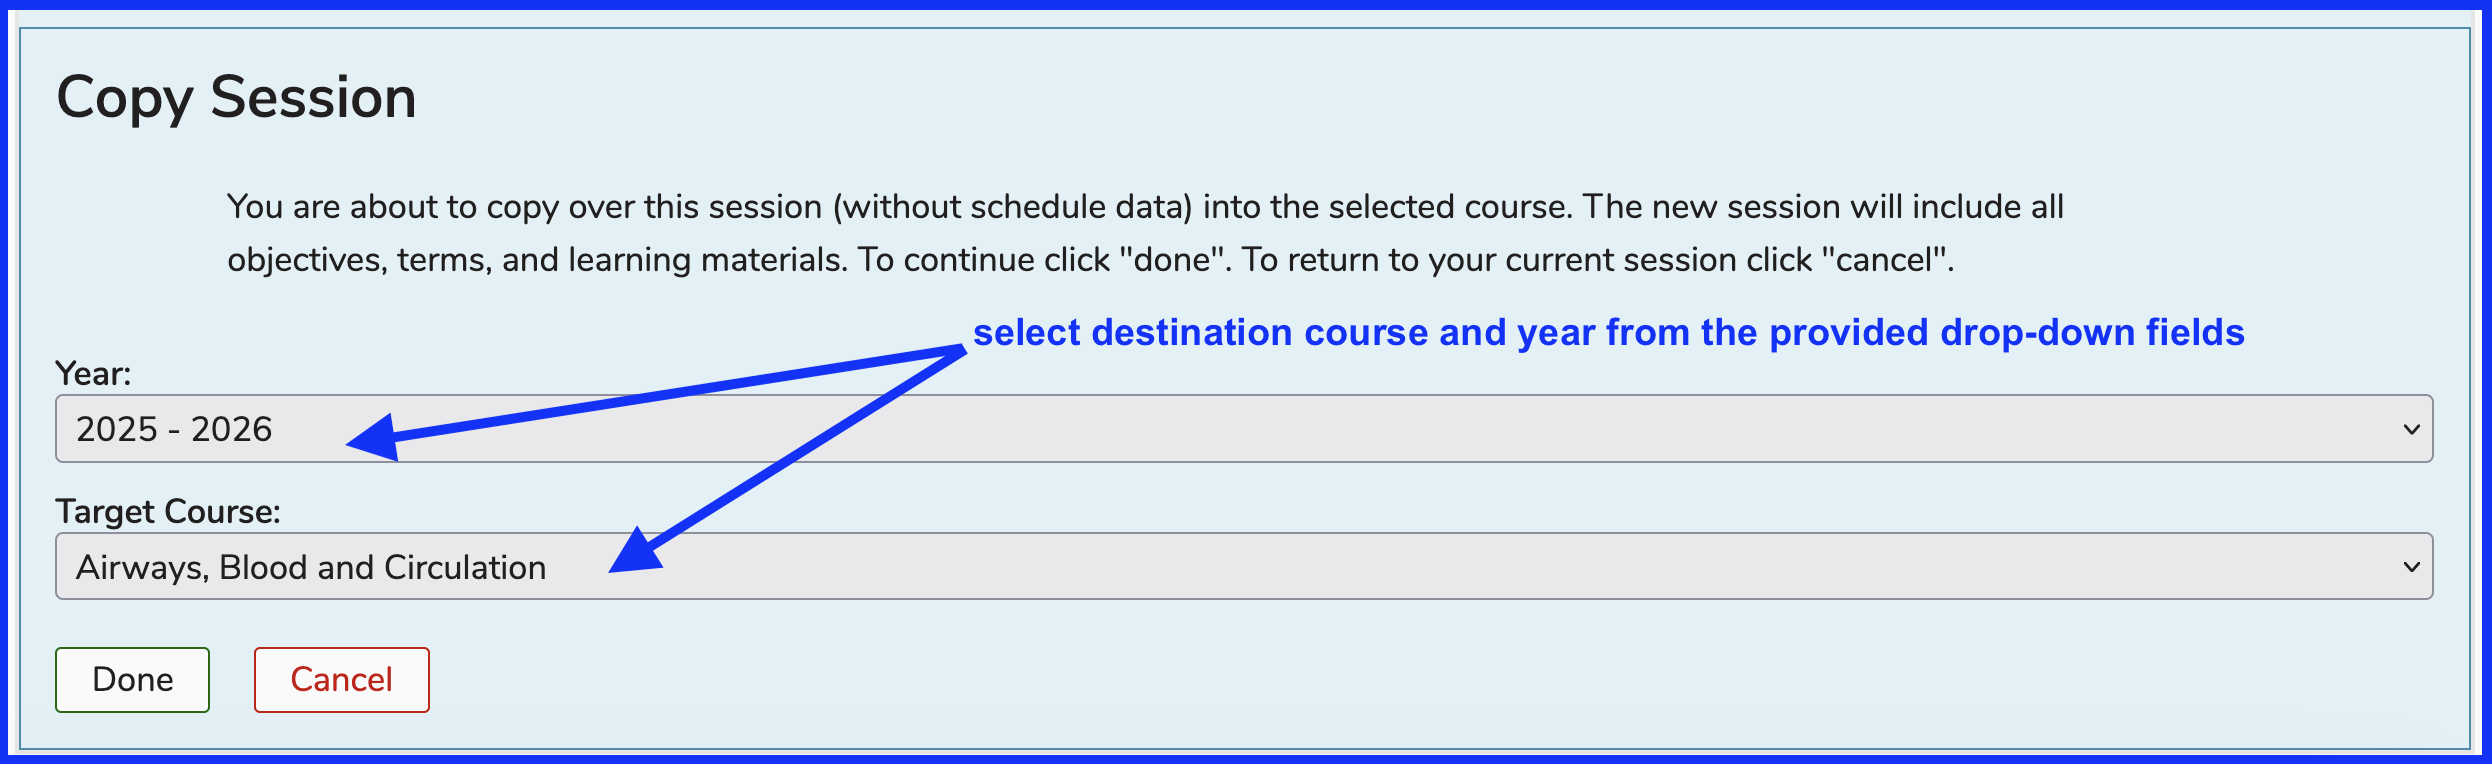 Copy Session
You are about to copy over this session (without schedule data) into the selected course. The new session will include all
objectives, terms, and learning materials. To continue click "done". To return to your current session click "cancel".
select destination course and year from the provided drop-down fields
Year:
2025 - 2026
Target Course:
Airways, Blood and Circulation
Done
Cancel